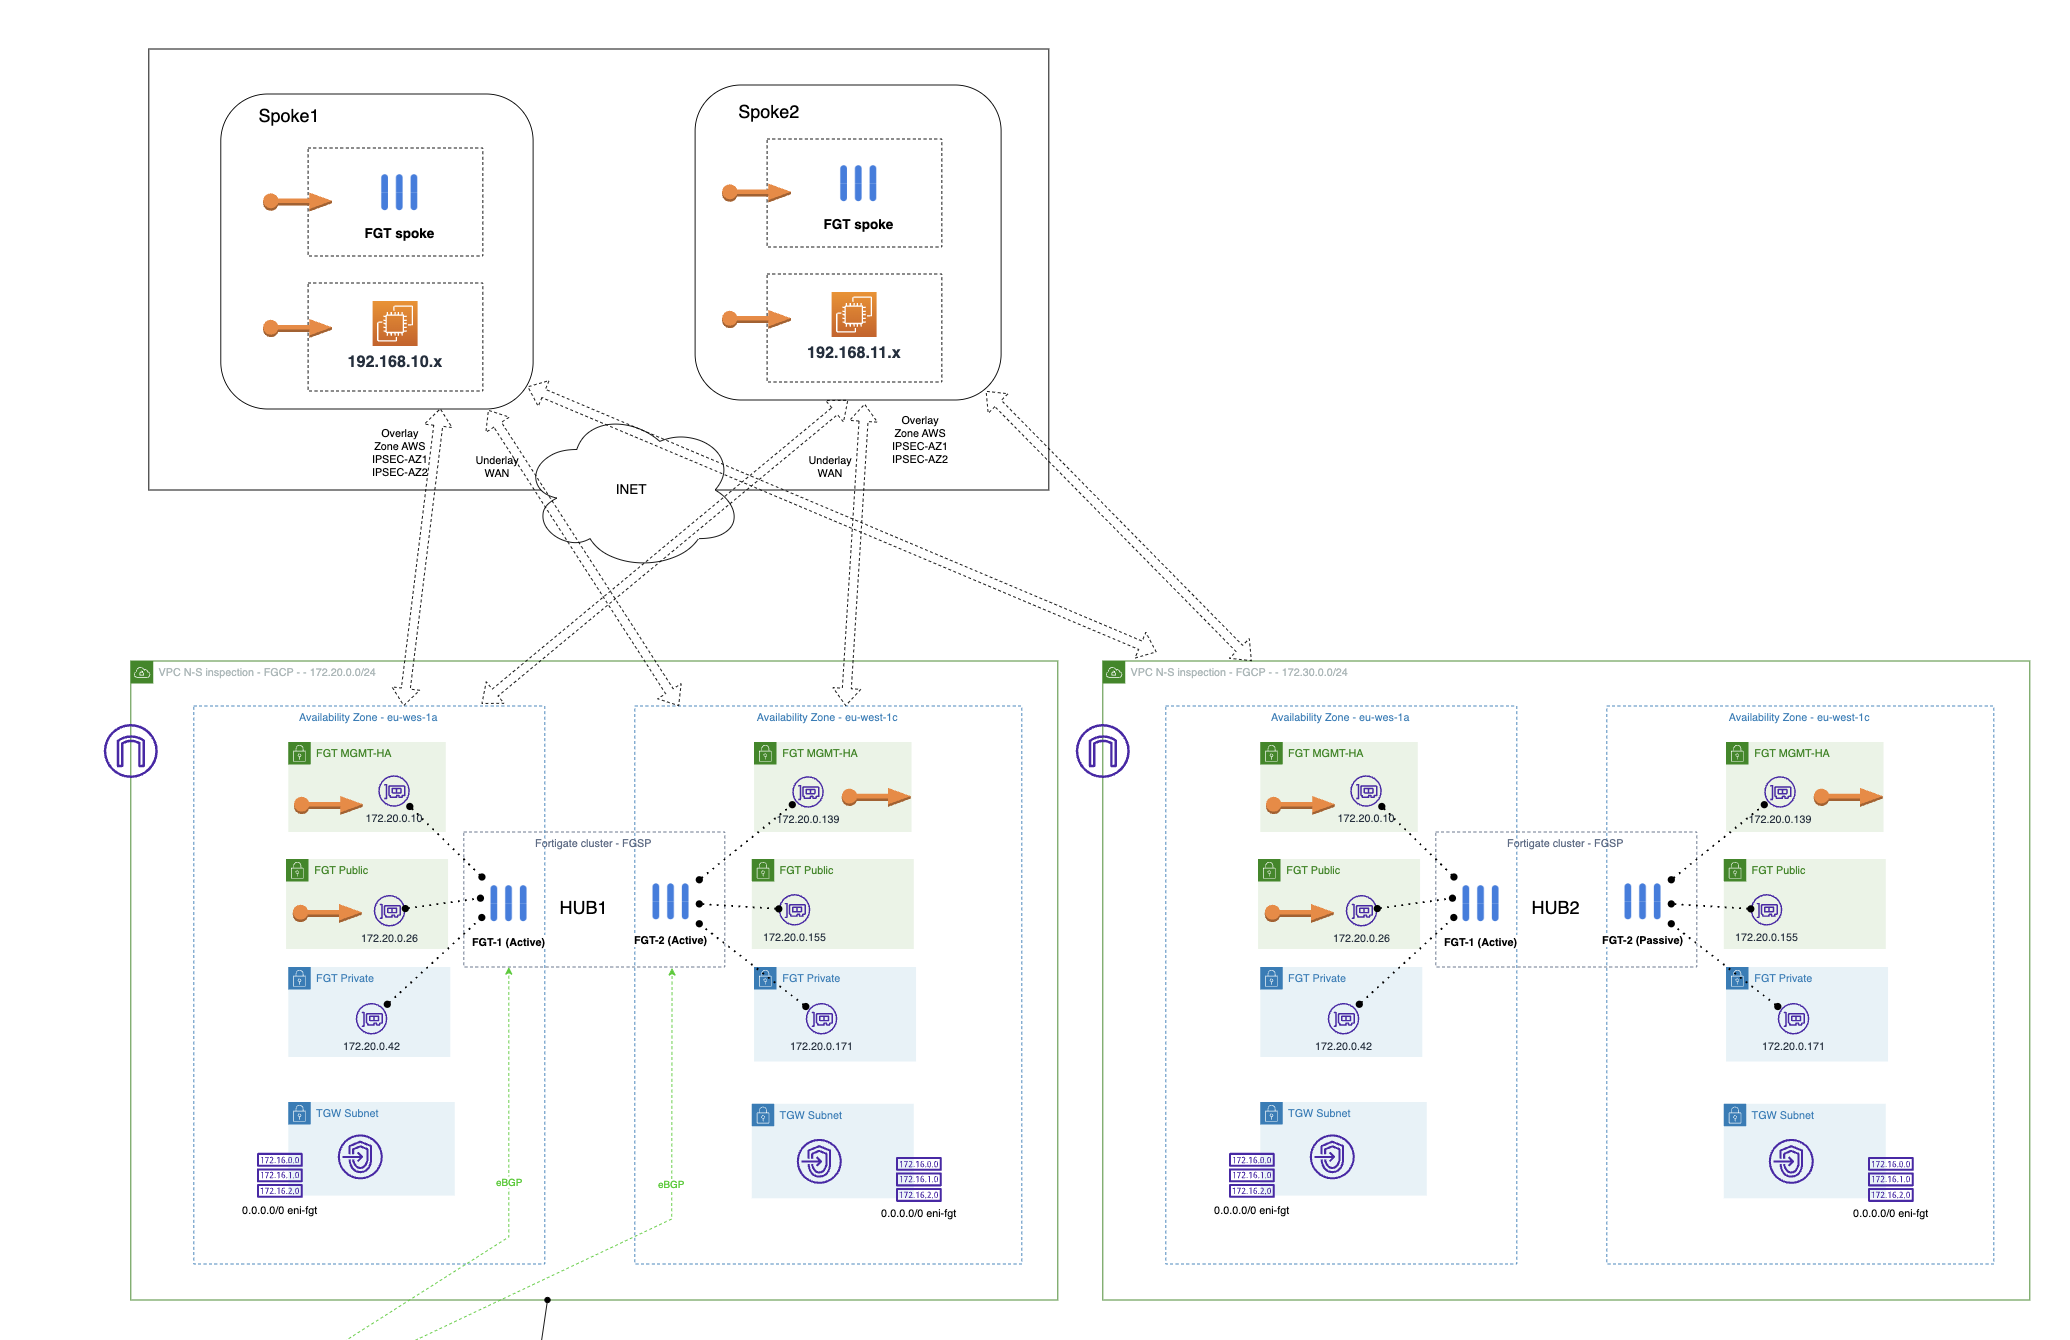 Spoke1
FGT spoke
192.168.10.x
Spoke2
FGT spoke
192.168.11.x
Overlay
Zone AWS
IPSEC-AZ1
IPSEC-AZ2
Underlay
WAN
INET
Underlay
WAN
Overlay
Zone AWS
IPSEC-AZ1
IPSEC-AZ2
VPC N-S inspection - FGCP - - 172.20.0.0/24
Availability Zone - eu-wes-1a
FGT MGMT-HA
172.20.0.10
FGT Public
172.20.0.26
FGT Private
172.20.0.42
TGW Subnet
172.16.0.0
172.16.1.0
172.16.2.0
0.0.0.0/0 eni-fgt
Fortigate cluster - FGSP
HUB1
FGT-1 (Active)
FGT-2 (Active)
eBGP
eBGP
Availability Zone - eu-west-1c
FGT MGMT-HA
172.20.0.139
FGT Public
172.20.0.155
FGT Private
172.20.0.171
TGW Subnet
172.16.0.0
172.16.1.0
172.16.2.0
0.0.0.0/0 eni-fgt
VPC N-S inspection - FGCP - - 172.30.0.0/24
Availability Zone - eu-wes-1a
FGT MGMT-HA
172.20.0.10
FGT Public
172.20.0.26
FGT Private
172.20.0.42
TGW Subnet
172.16.0.0
172.16.1.0
172.16.2.0
0.0.0.0/0 eni-fgt
Fortigate cluster - FGSP
HUB2
FGT-1 (Active)
FGT-2 (Passive)
Availability Zone - eu-west-1c
FGT MGMT-HA
172.20.0.139
FGT Public
172.20.0.155
FGT Private
172.20.0.171
TGW Subnet
172.16.0.0
172.16.1.0
172.16.2.0
0.0.0.0/0 eni-fgt